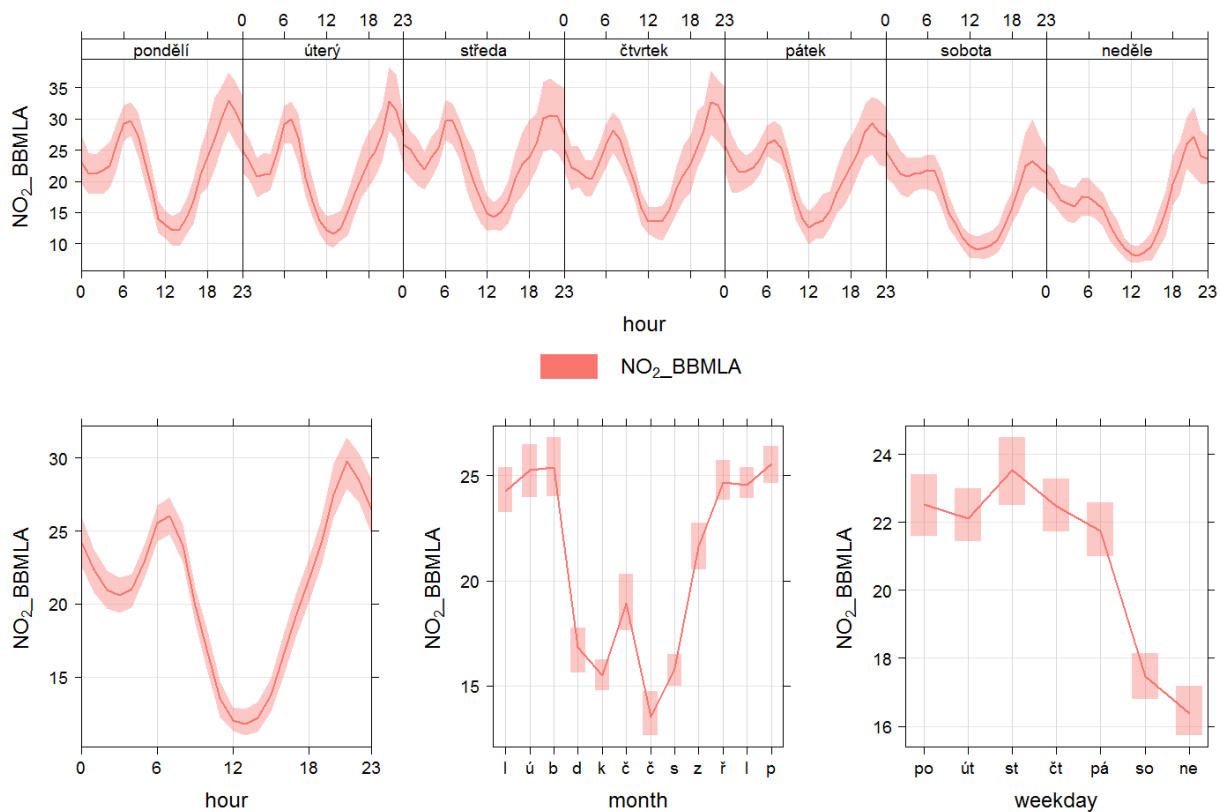 0 6 12 18 23 0 6 12 18 23 0 6 12 18 23
pondělí úterý středa čtvrtek pátek sobota neděle
35
30
25
20
15
10
NO₂_BBMLA
0 6 12 18 23 0 6 12 18 23 0 6 12 18 23 0 6 12 18 23
hour
NO₂_BBMLA
30
25
20
15
NO₂_BBMLA
0 6 12 18 23
hour
25
20
15
NO₂_BBMLA
l ú b d k č č s z ř l p
month
24
22
20
18
16
NO₂_BBMLA
po út st čt pá so ne
weekday